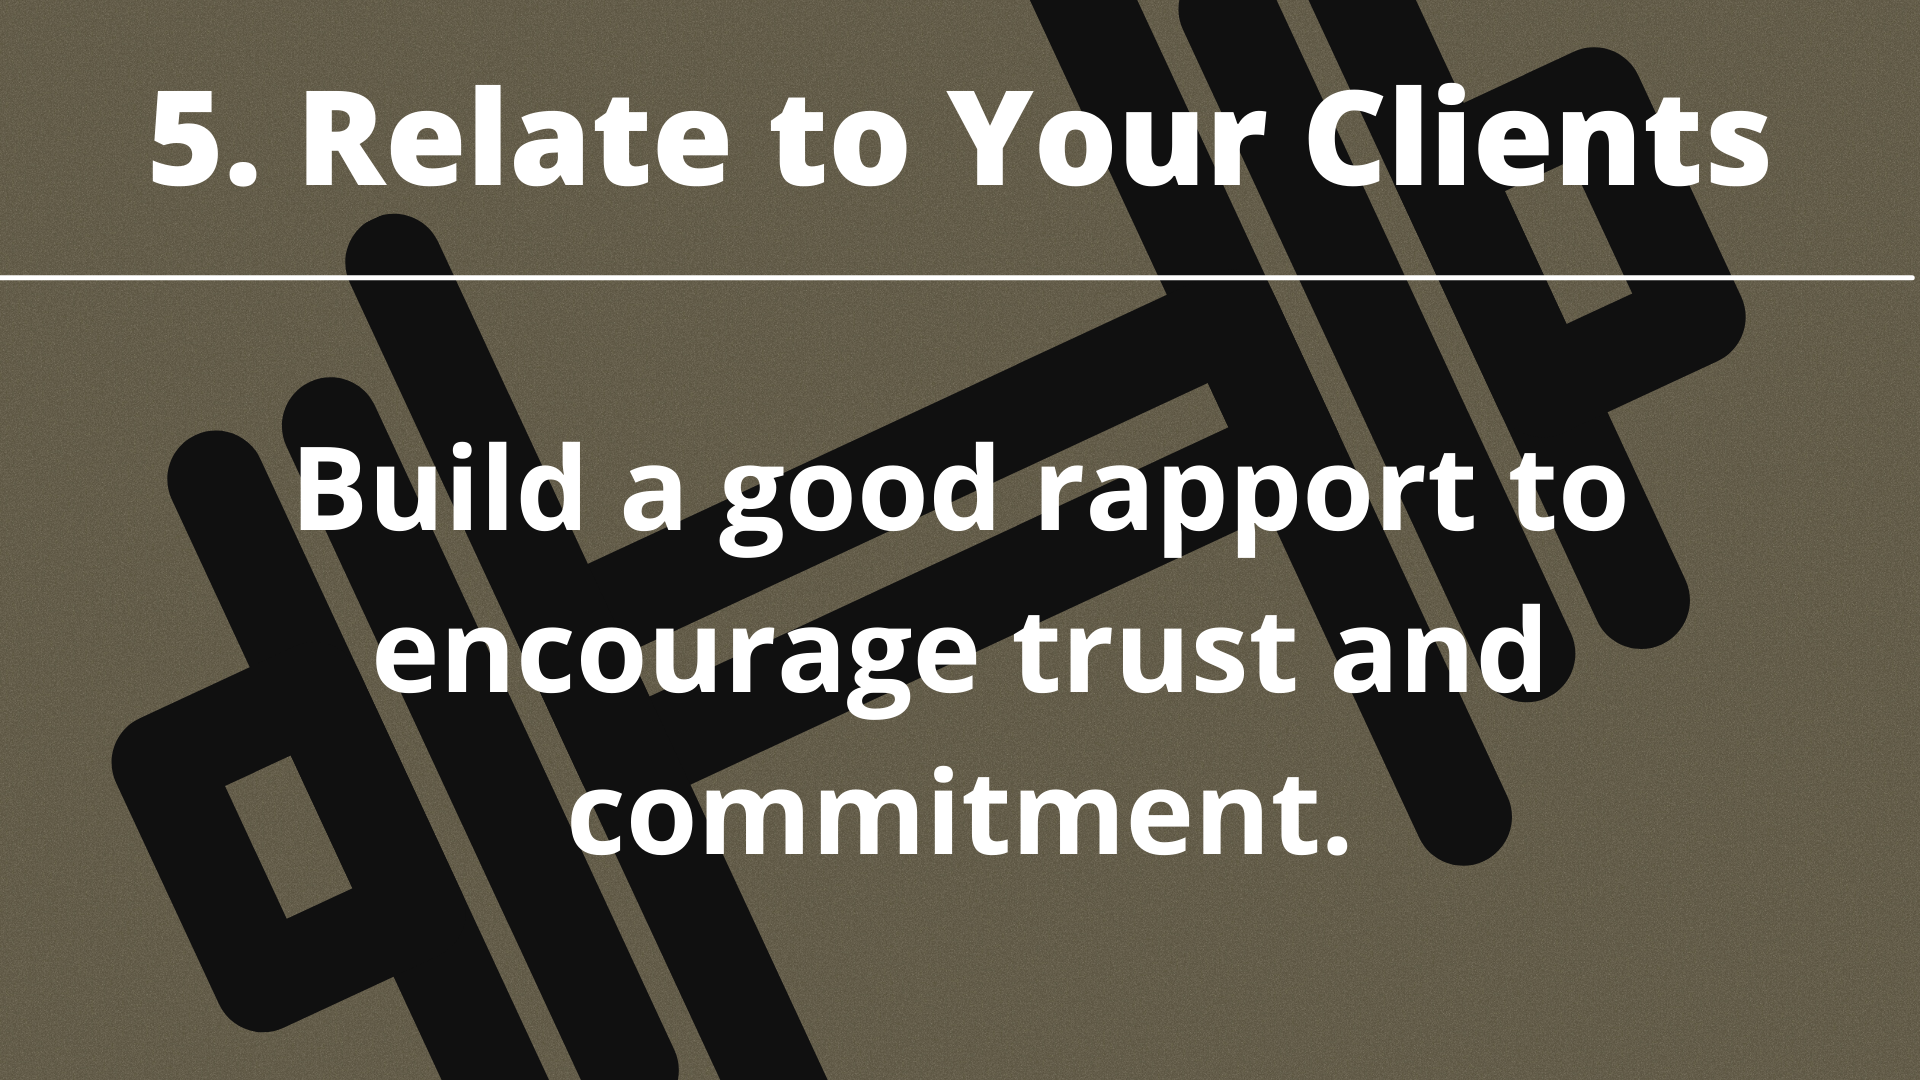 5. Relate to Your Clients
Build a good rapport to
encourage trust and
commitment.